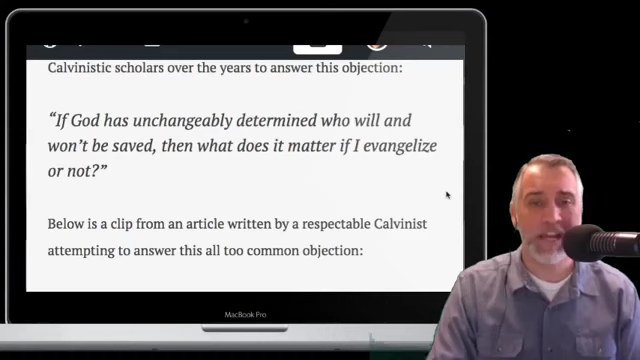 Calvinistic scholars over the years to answer this objection:
“If God has unchangeably determined who will and
won’t be saved, then what does it matter if I evangelize
or not?”
Below is a clip from an article written by a respectable Calvinist
attempting to answer this all too common objection:
MacBook Pro